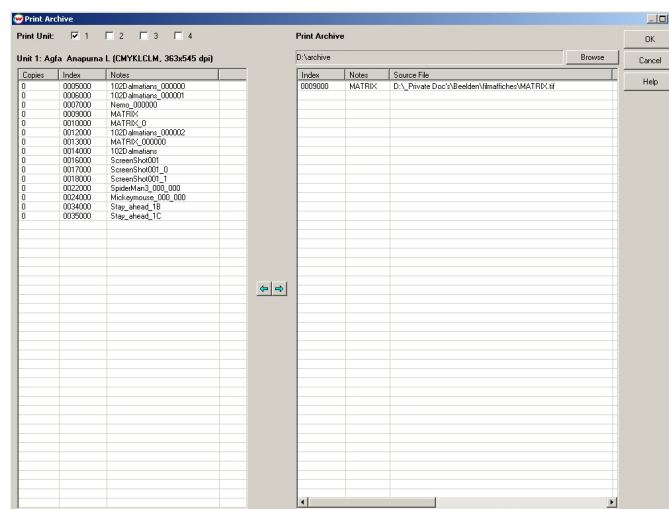 Print Archive
Print Unit: 1 2 3 4
Unit 1: Agfa Anapurna L (CMYKLCLM, 363x545 dpi)
Copies Index Notes
0 0005000 102Dalmatians_000000
0 0006000 102Dalmatians_000001
0 0007000 Nemo_000000
0 0009000 MATRIX
0 0010000 MATRIX_0
0 0012000 102Dalmatians_000002
0 0013000 MATRIX_000000
0 0014000 102Dalmatians
0 0016000 ScreenShot001
0 0017000 ScreenShot001_0
0 0018000 ScreenShot001_1
0 0022000 SpiderMan3_000_000
0 0024000 Mickeymouse_000_000
0 0034000 Stay_ahead_1B
0 0035000 Stay_ahead_1C
Print Archive
D:\archive Browse
Index Notes Source File
0009000 MATRIX D:\_Private Doc's\Beelden\filmaffiches\MATRIX.tif
OK
Cancel
Help